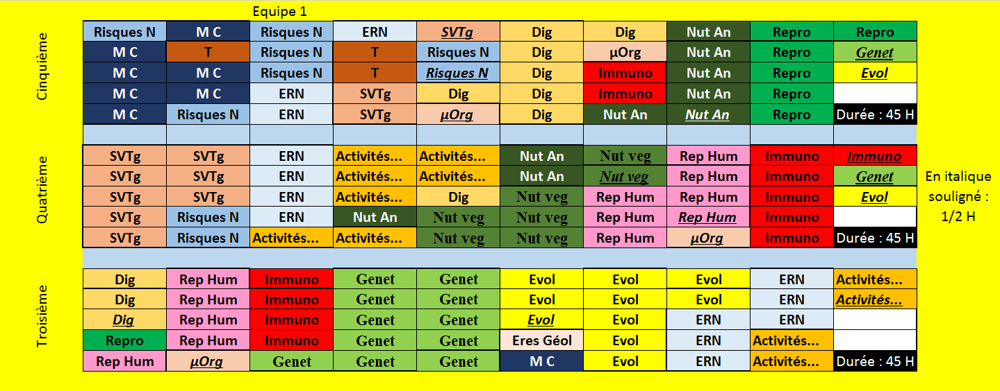 Equipe 1
Cinquième
Risques N M C Risques N ERN SVTg Dig Dig Nut An Repro Repro
M C T Risques N T Risques N Dig µOrg Nut An Repro Genet
M C M C Risques N T Risques N Dig Immuno Nut An Repro Evol
M C M C ERN SVTg Dig Dig Immuno Nut An Repro
M C Risques N ERN SVTg µOrg Dig Nut An Nut An Repro Durée : 45 H
Quatrième
SVTg SVTg ERN Activités... Activités... Nut An Nut veg Rep Hum Immuno Immuno
SVTg SVTg ERN Activités... Activités... Nut An Nut veg Rep Hum Immuno Genet
SVTg SVTg ERN Activités... Dig Nut veg Rep Hum Rep Hum Immuno Evol
SVTg Risques N ERN Nut An Nut veg Nut veg Rep Hum Rep Hum Immuno
SVTg Risques N Activités... Activités... Nut veg Nut veg Rep Hum µOrg Immuno Durée : 45 H
En italique
souligné :
1/2 H
Troisième
Dig Rep Hum Immuno Genet Genet Evol Evol Evol ERN Activités...
Dig Rep Hum Immuno Genet Genet Evol Evol Evol ERN Activités...
Dig Rep Hum Immuno Genet Genet Evol Evol ERN ERN
Repro Rep Hum Immuno Genet Genet Eres Géol Evol ERN Activités...
Rep Hum µOrg Genet Genet Genet M C Evol ERN Activités... Durée : 45 H